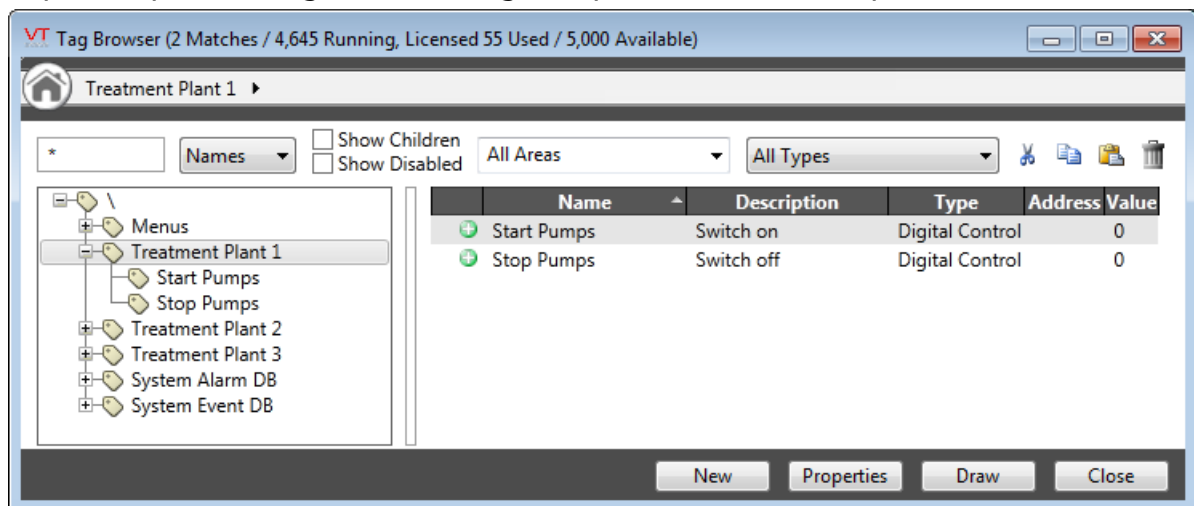 VT Tag Browser (2 Matches / 4,645 Running, Licensed 55 Used / 5,000 Available)
Treatment Plant 1
* Names Show Children All Areas All Types
Show Disabled
\
Menus
Treatment Plant 1
Start Pumps
Stop Pumps
Treatment Plant 2
Treatment Plant 3
System Alarm DB
System Event DB
Name Description Type Address Value
Start Pumps Switch on Digital Control 0
Stop Pumps Switch off Digital Control 0
New Properties Draw Close